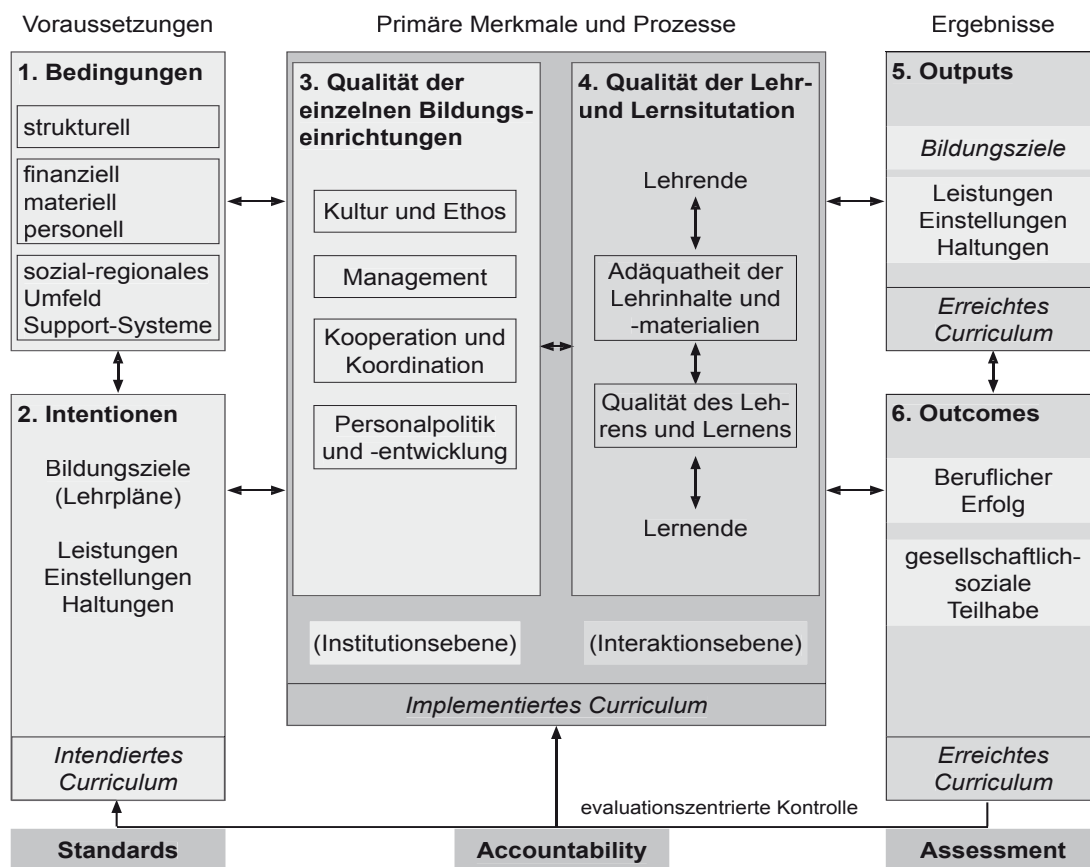 Voraussetzungen
Primäre Merkmale und Prozesse
Ergebnisse
1. Bedingungen
strukturell
finanziell
materiell
personell
sozial-regionales
Umfeld
Support-Systeme
2. Intentionen
Bildungsziele
(Lehrpläne)
Leistungen
Einstellungen
Haltungen
Intendiertes
Curriculum
3. Qualität der
einzelnen Bildungs-
einrichtungen
Kultur und Ethos
Management
Kooperation und
Koordination
Personalpolitik
und -entwicklung
(Institutionsebene)
4. Qualität der Lehr-
und Lernsitutation
Lehrende
Adäquatheit der
Lehrinhalte und
-materialien
Qualität des Leh-
rens und Lernens
Lernende
(Interaktionsebene)
Implementiertes Curriculum
5. Outputs
Bildungsziele
Leistungen
Einstellungen
Haltungen
Erreichtes
Curriculum
6. Outcomes
Beruflicher
Erfolg
gesellschaftlich-
soziale
Teilhabe
Erreichtes
Curriculum
evaluationszentrierte Kontrolle
Standards
Accountability
Assessment